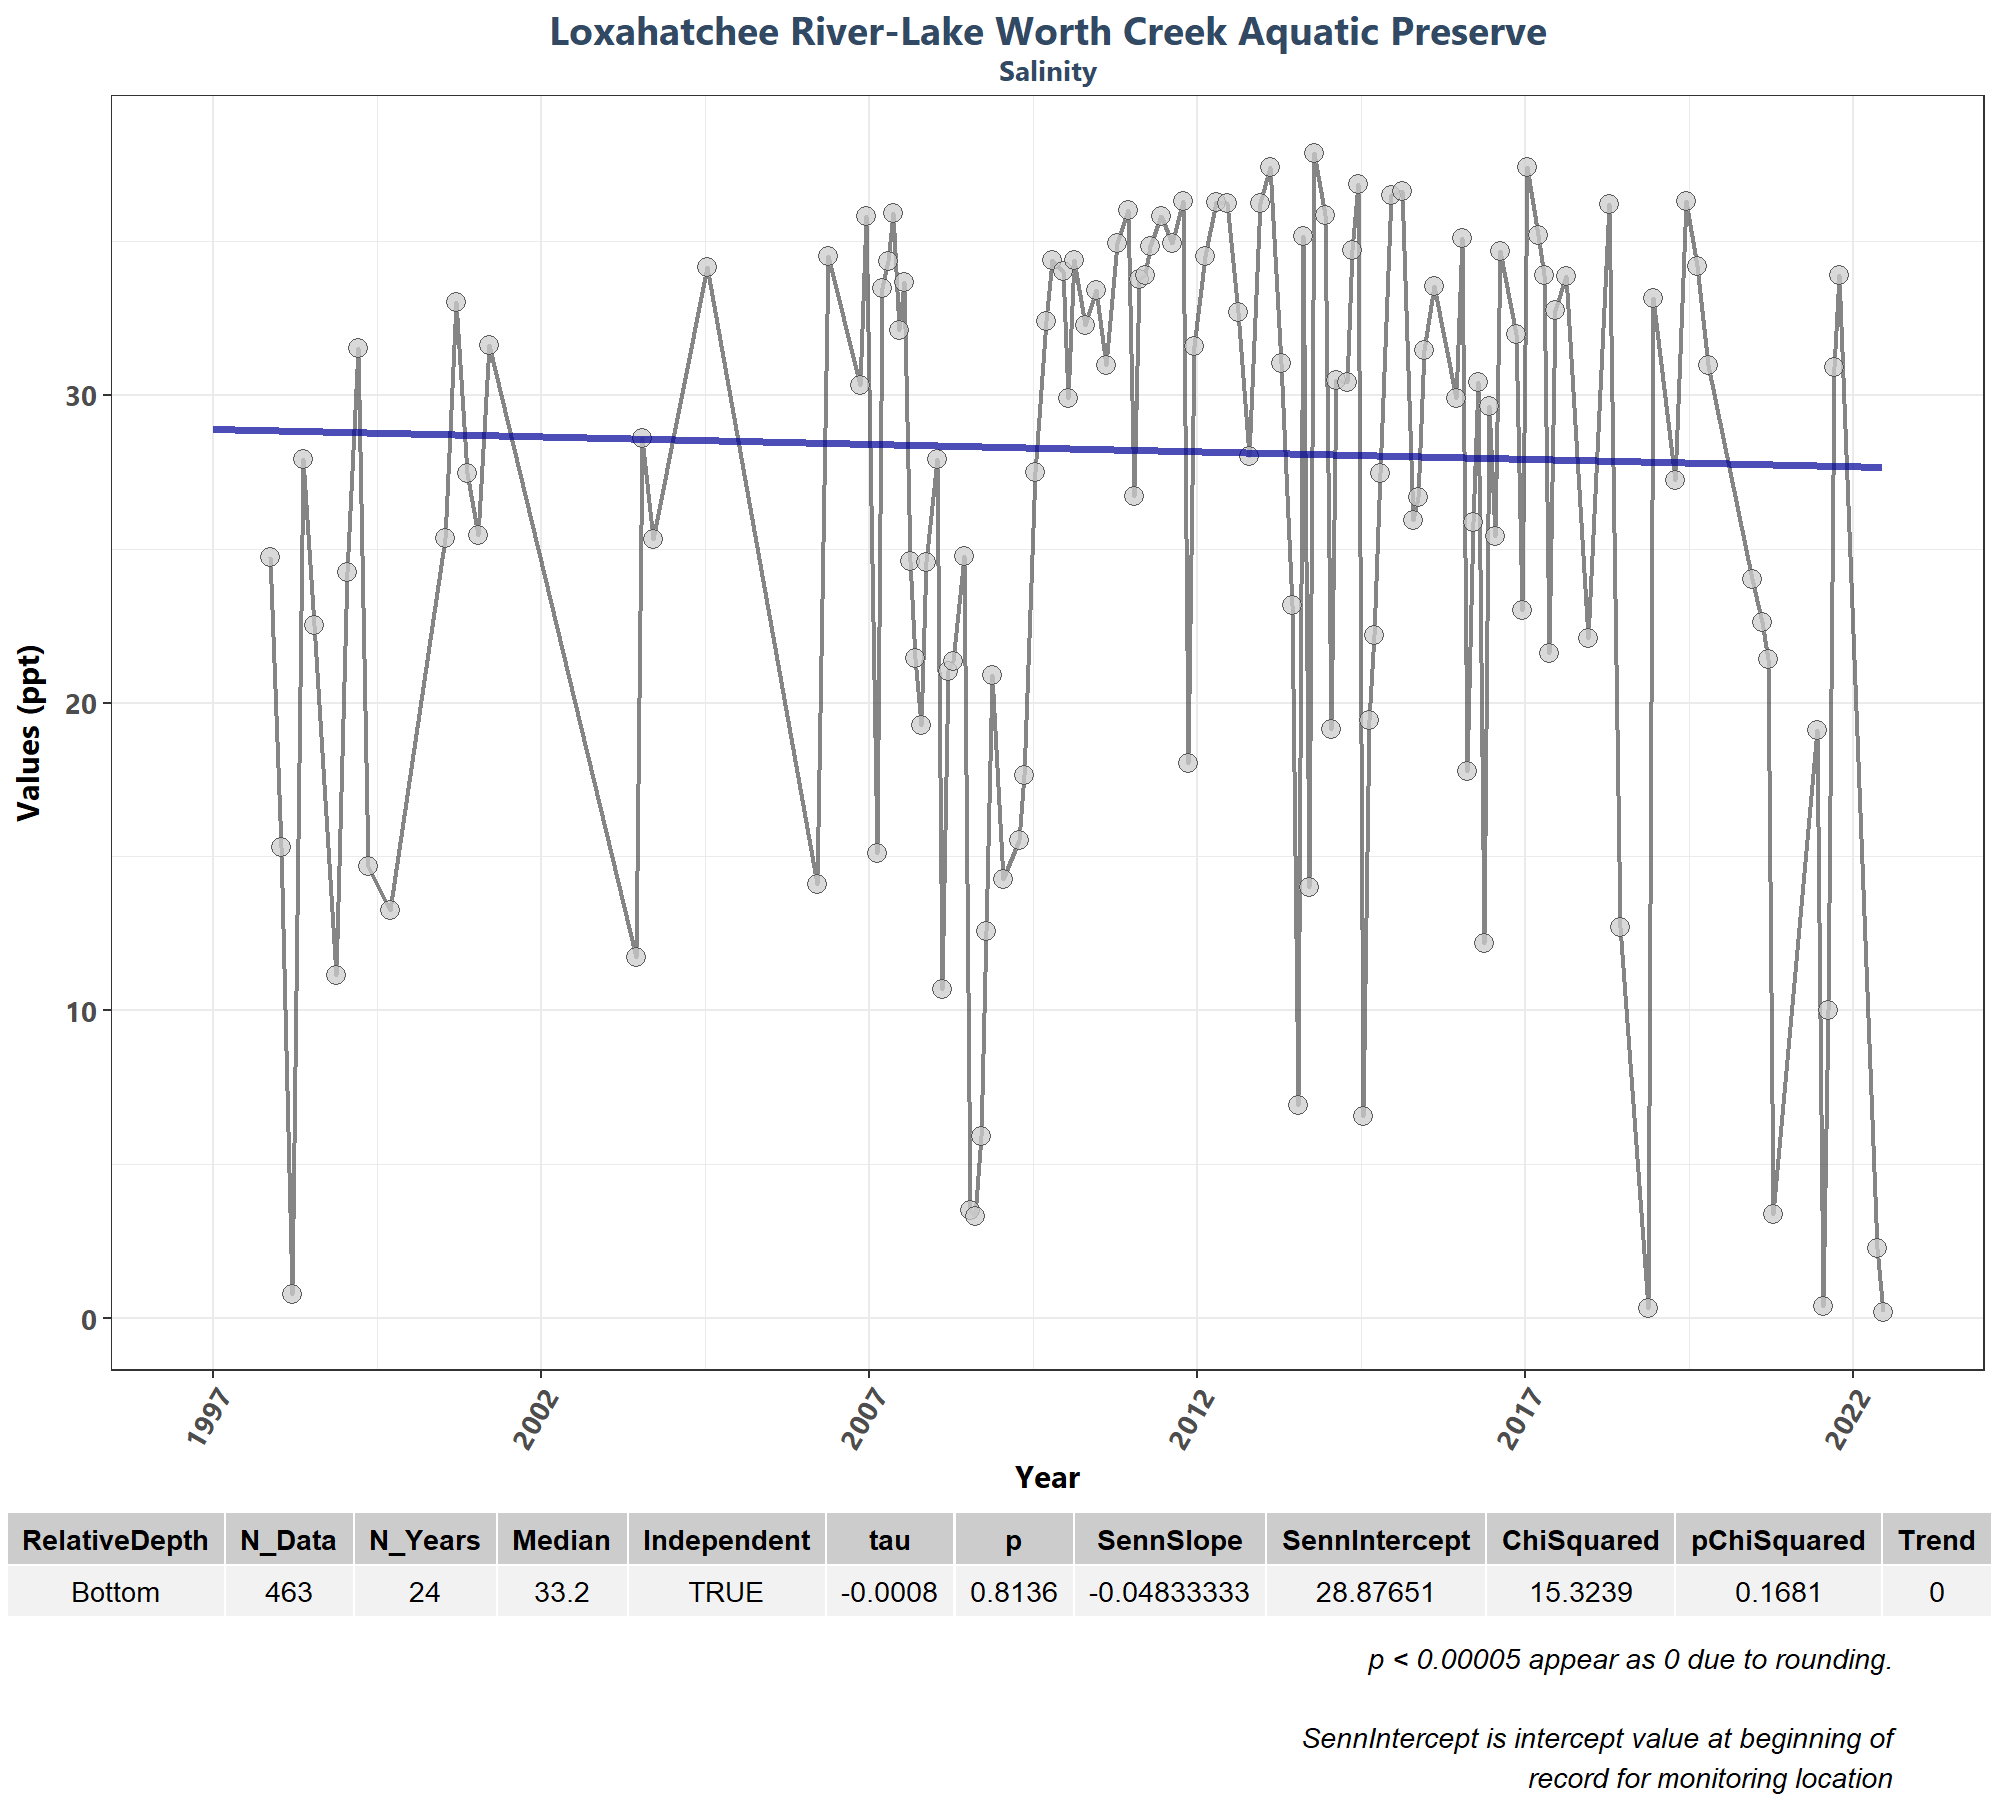 Loxahatchee River-Lake Worth Creek Aquatic Preserve
Salinity
Values (ppt)
30
20
10
0
1997
2002
2007
2012
2017
2022
Year
RelativeDepth N_Data N_Years Median Independent tau p SennSlope SennIntercept ChiSquared pChiSquared Trend
Bottom 463 24 33.2 TRUE -0.0008 0.8136 -0.04833333 28.87651 15.3239 0.1681 0
p < 0.00005 appear as 0 due to rounding.
SennIntercept is intercept value at beginning of
record for monitoring location